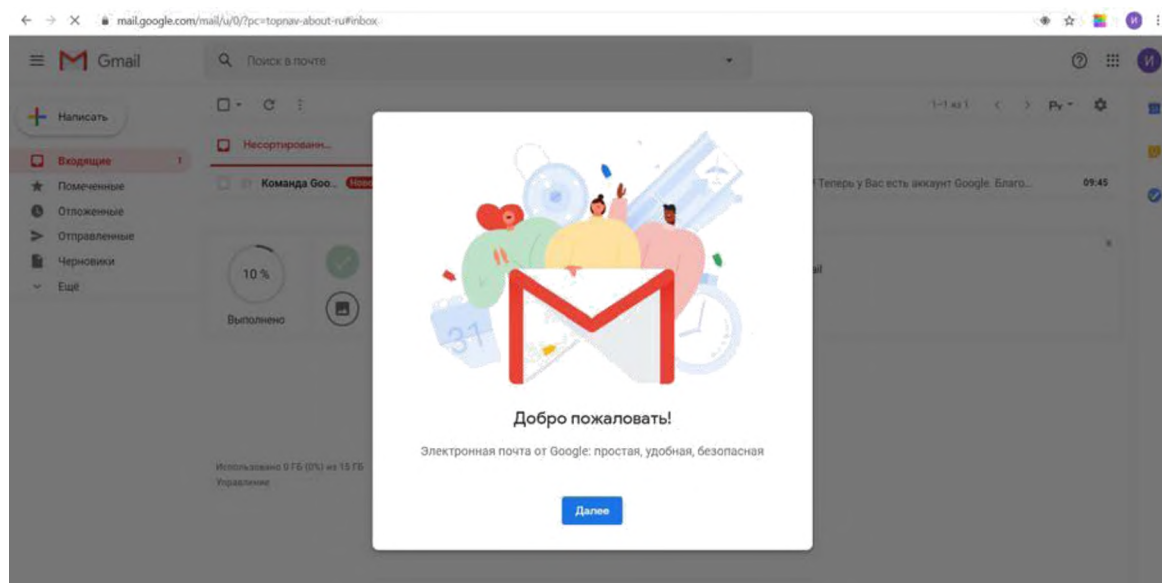 mail.google.com/mail/u/0/?pc=topnav-about-ru#inbox
И
Gmail
Поиск в почте
И
Написать
1–1 из 1
Ру
Входящие 1
Несортированн...
Помеченные
Команда Goo...
! Теперь у Вас есть аккаунт Google. Благо...
09:45
Отложенные
Отправленные
Черновики
Ещё
10 %
Выполнено
ail
31
Добро пожаловать!
Электронная почта от Google: простая, удобная, безопасная
Использовано 0 ГБ (0%) из 15 ГБ
Управление
Далее